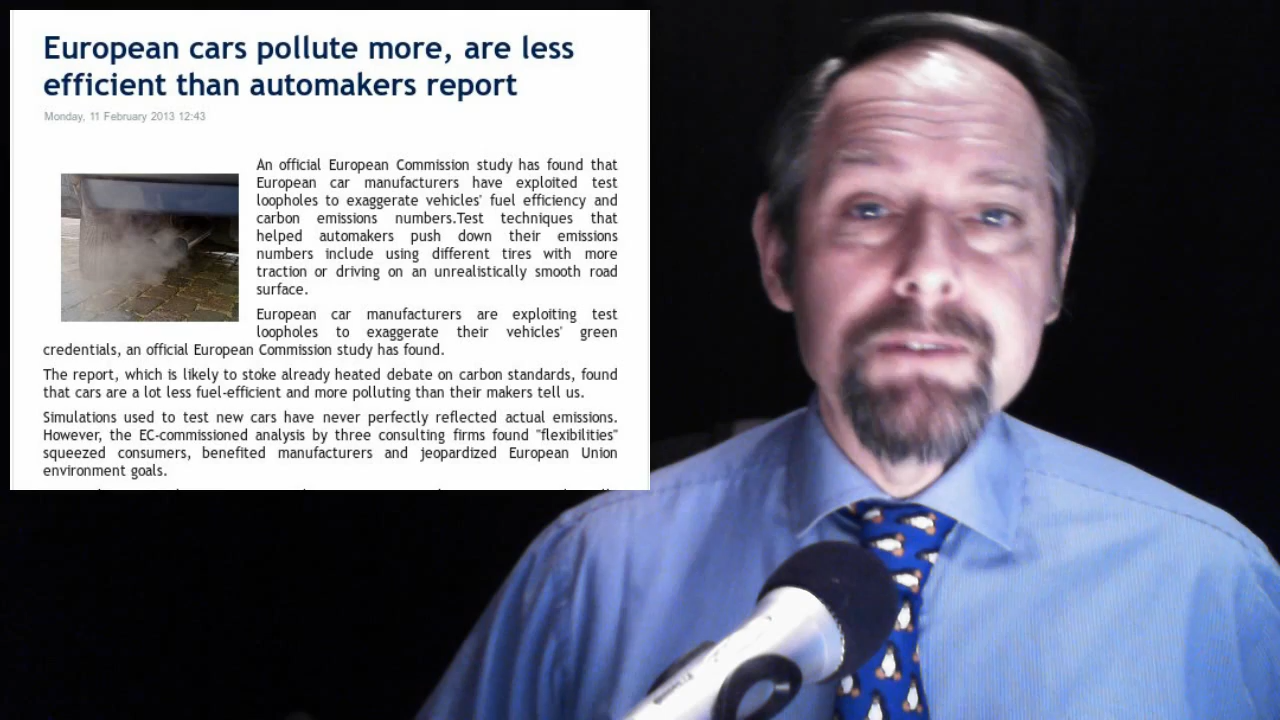 European cars pollute more, are less
efficient than automakers report
Monday, 11 February 2013 12:43
An official European Commission study has found that
European car manufacturers have exploited test
loopholes to exaggerate vehicles' fuel efficiency and
carbon emissions numbers.Test techniques that
helped automakers push down their emissions
numbers include using different tires with more
traction or driving on an unrealistically smooth road
surface.
European car manufacturers are exploiting test
loopholes to exaggerate their vehicles' green
credentials, an official European Commission study has found.
The report, which is likely to stoke already heated debate on carbon standards, found
that cars are a lot less fuel-efficient and more polluting than their makers tell us.
Simulations used to test new cars have never perfectly reflected actual emissions.
However, the EC-commissioned analysis by three consulting firms found "flexibilities"
squeezed consumers, benefited manufacturers and jeopardized European Union
environment goals.